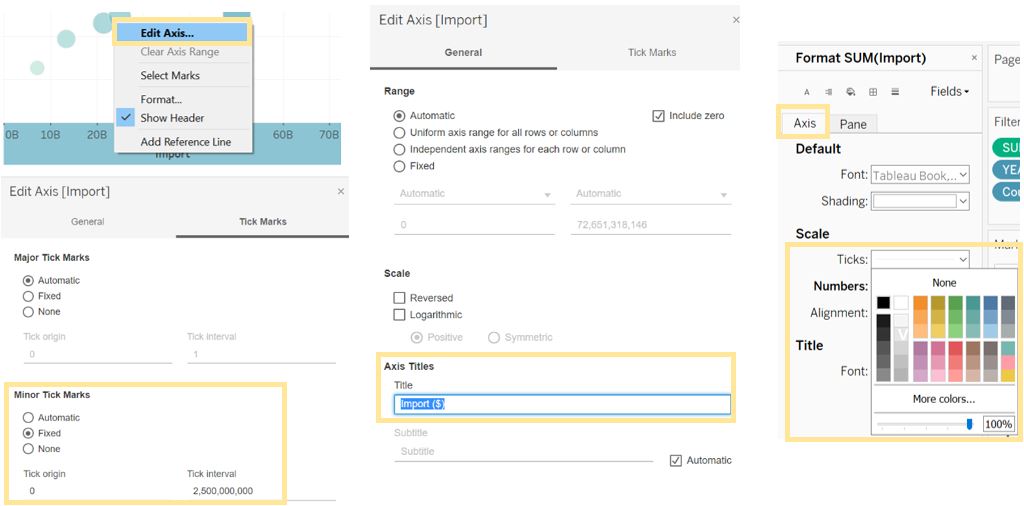 Edit Axis...
Clear Axis Range
Select Marks
Format...
Show Header
Add Reference Line
0B 10B 20B 70B
Import
Edit Axis [Import]
General Tick Marks
Major Tick Marks
Automatic
Fixed
None
Tick origin Tick interval
0 1
Minor Tick Marks
Automatic
Fixed
None
Tick origin Tick interval
0 2,500,000,000
Edit Axis [Import]
General Tick Marks
Range
Automatic Include zero
Uniform axis range for all rows or columns
Independent axis ranges for each row or column
Fixed
Automatic Automatic
0 72,651,318,146
Scale
Reversed
Logarithmic
Positive Symmetric
Axis Titles
Title
Import ($)
Subtitle
Subtitle
Automatic
Format SUM(Import)
A Fields
Axis Pane
Default
Font: Tableau Book,...
Shading:
Scale
Ticks:
None
Numbers:
Alignment:
Title
Font:
More colors...
100%
Page
Filter
SU
YEA
Cou